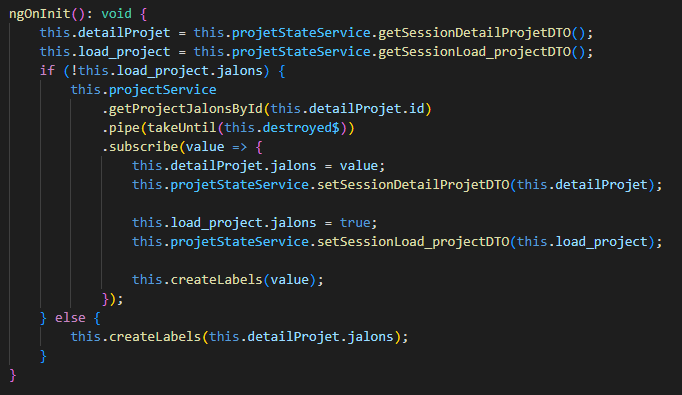 ngOnInit(): void {
    this.detailProjet = this.projetStateService.getSessionDetailProjetDTO();
    this.load_project = this.projetStateService.getSessionLoad_projectDTO();
    if (!this.load_project.jalons) {
        this.projectService
            .getProjectJalonsById(this.detailProjet.id)
            .pipe(takeUntil(this.destroyed$))
            .subscribe(value => {
                this.detailProjet.jalons = value;
                this.projetStateService.setSessionDetailProjetDTO(this.detailProjet);

                this.load_project.jalons = true;
                this.projetStateService.setSessionLoad_projectDTO(this.load_project);

                this.createLabels(value);
            });
    } else {
        this.createLabels(this.detailProjet.jalons);
    }
}